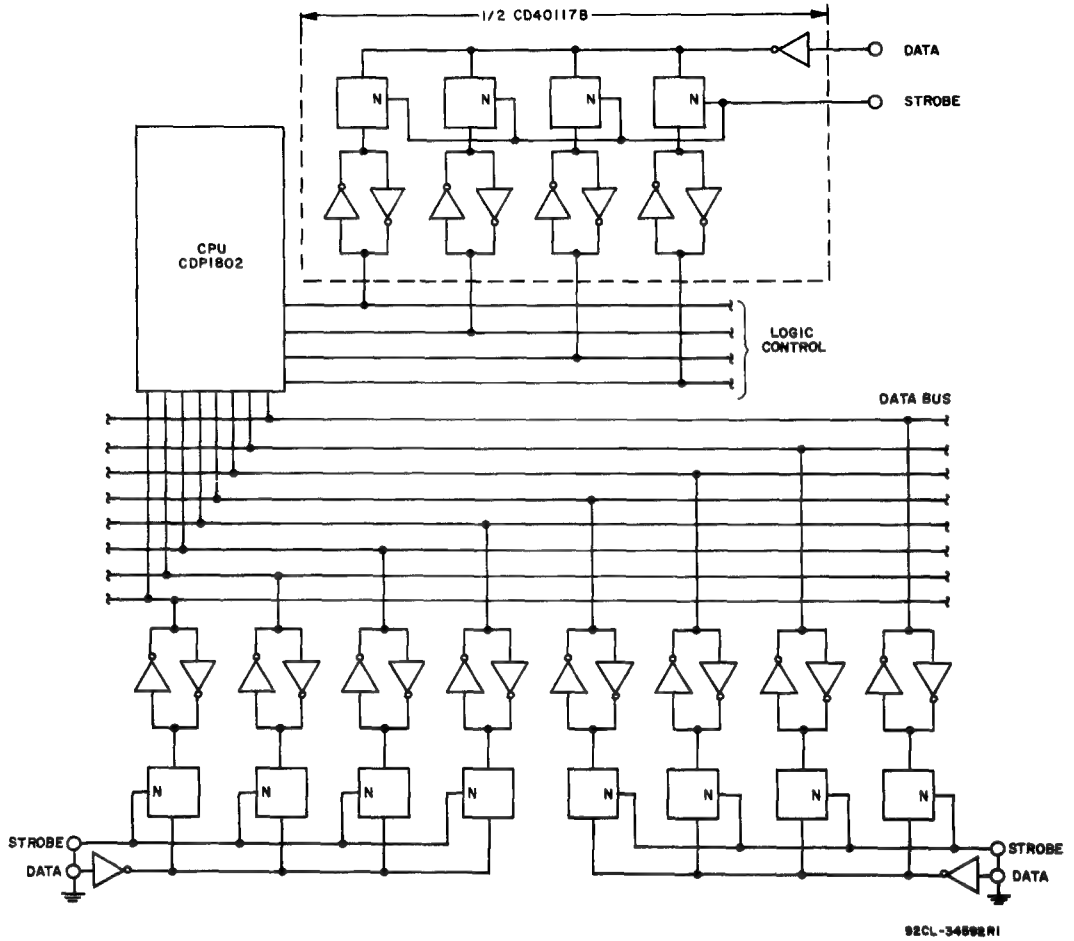 1/2 CD40117B
DATA
STROBE
N
N
N
N
CPU
CDP1802
LOGIC
CONTROL
DATA BUS
N
N
N
N
N
N
N
N
STROBE
DATA
STROBE
DATA
92CL-34592R1